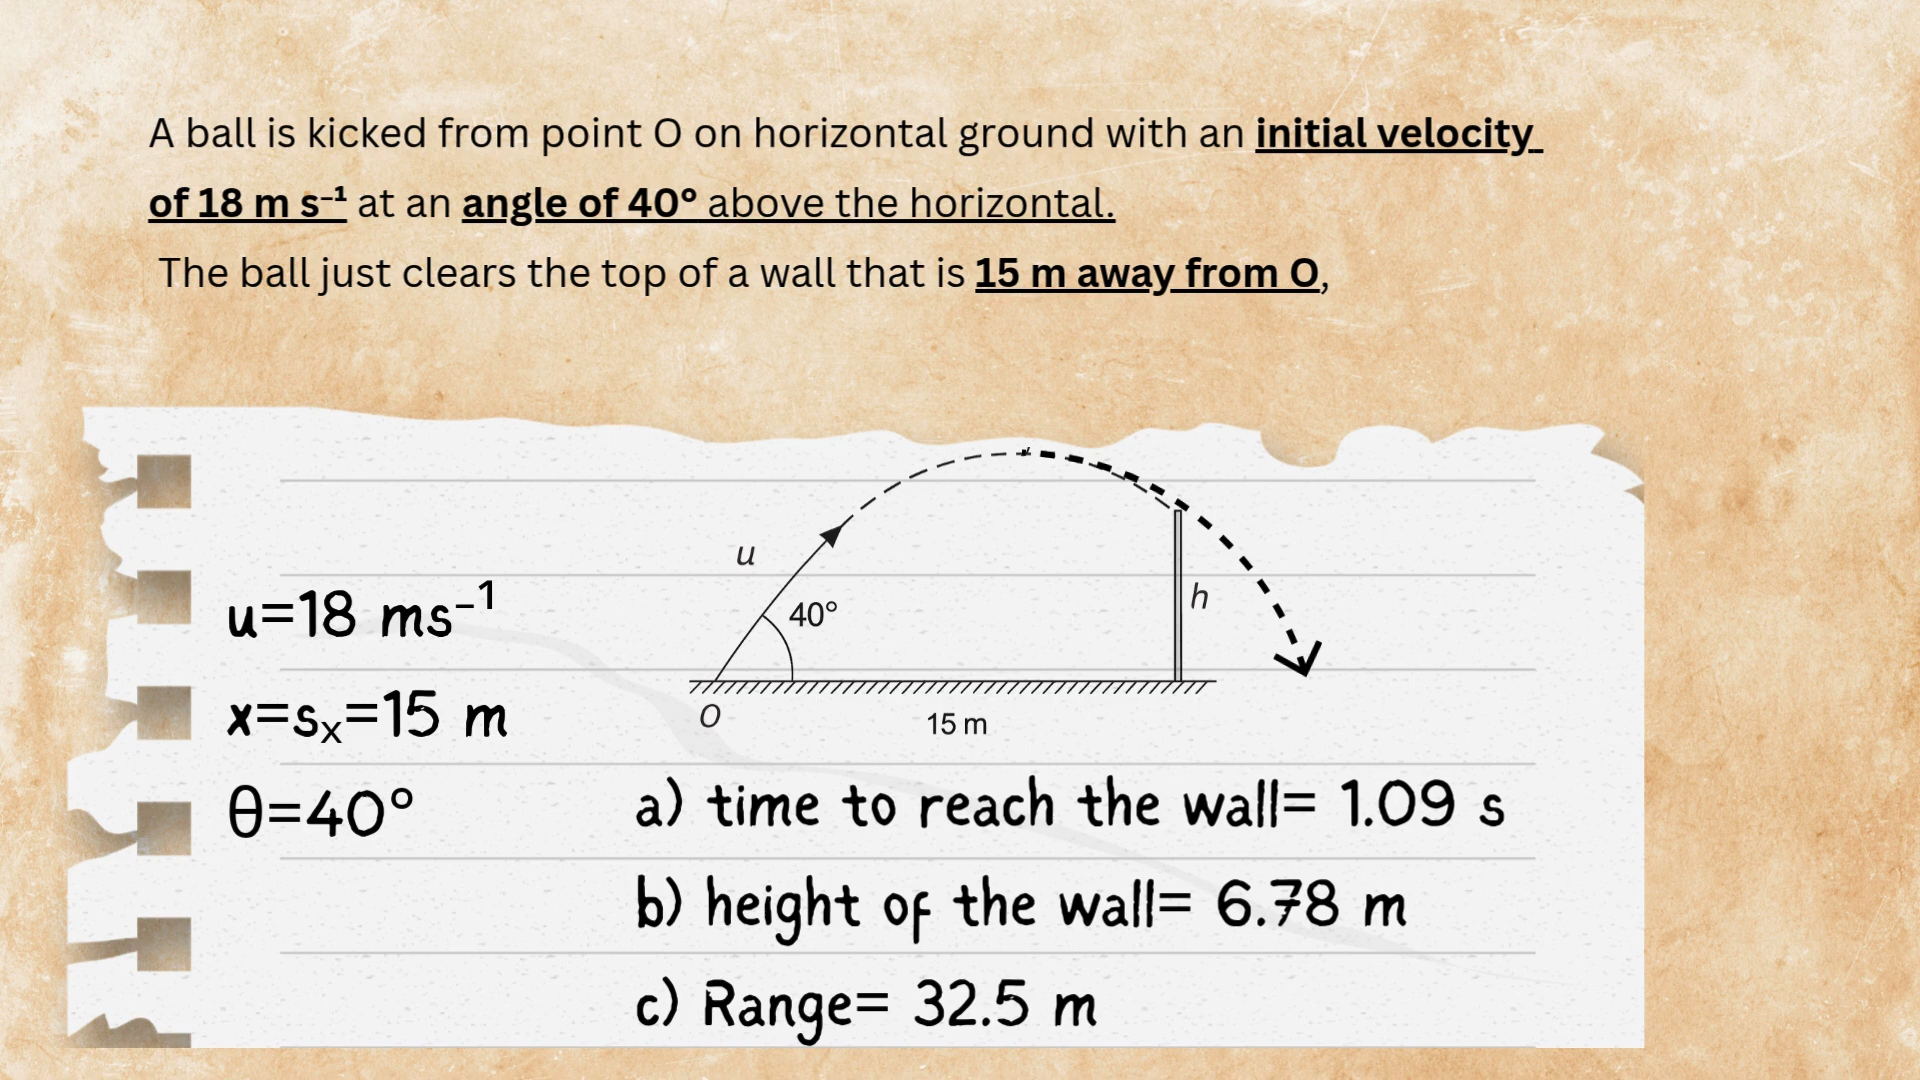 A ball is kicked from point O on horizontal ground with an initial velocity
of 18 m s⁻¹ at an angle of 40° above the horizontal.
The ball just clears the top of a wall that is 15 m away from O,
u
40°
h
O
15 m
u=18 ms⁻¹
x=sₓ=15 m
θ=40°
a) time to reach the wall= 1.09 s
b) height of the wall= 6.78 m
c) Range= 32.5 m